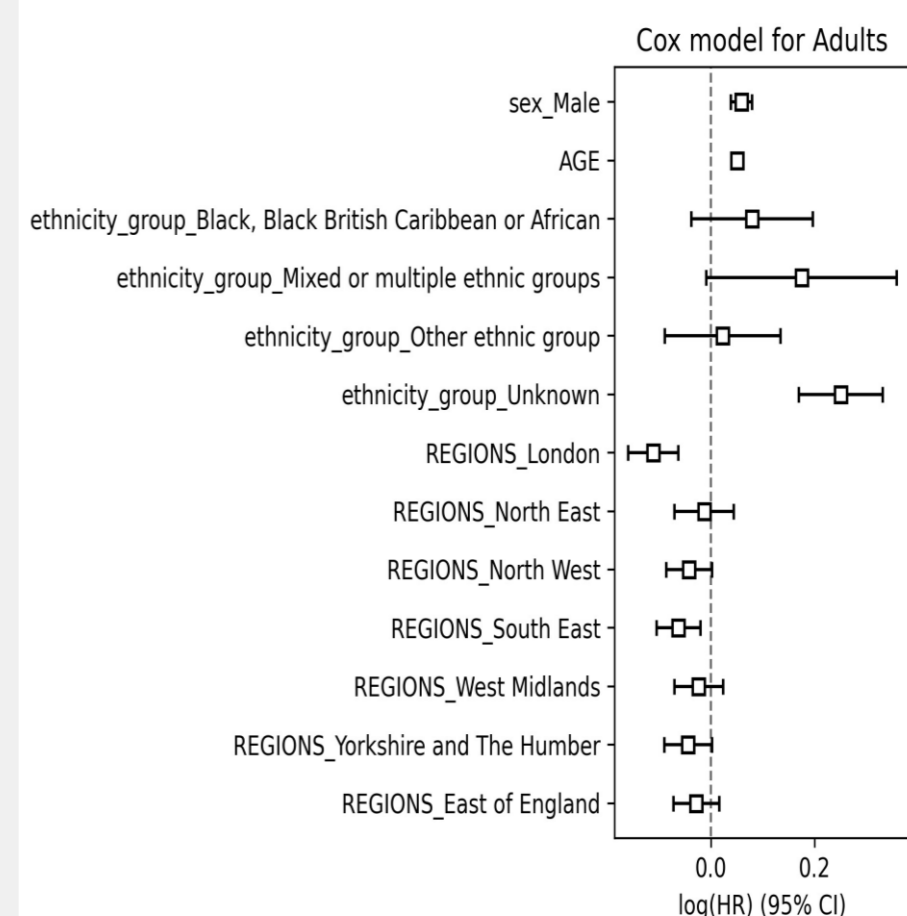 Cox model for Adults
sex_Male
AGE
ethnicity_group_Black, Black British Caribbean or African
ethnicity_group_Mixed or multiple ethnic groups
ethnicity_group_Other ethnic group
ethnicity_group_Unknown
REGIONS_London
REGIONS_North East
REGIONS_North West
REGIONS_South East
REGIONS_West Midlands
REGIONS_Yorkshire and The Humber
REGIONS_East of England
0.0 0.2
log(HR) (95% CI)